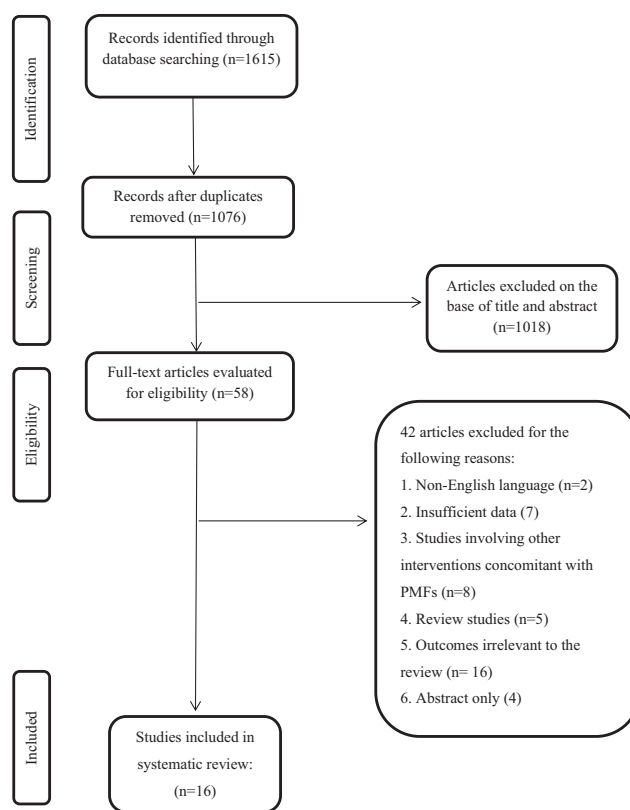 Identification
Records identified through
database searching (n=1615)
Records after duplicates
removed (n=1076)
Screening
Articles excluded on the
base of title and abstract
(n=1018)
Full-text articles evaluated
for eligibility (n=58)
Eligibility
42 articles excluded for the
following reasons:
1. Non-English language (n=2)
2. Insufficient data (7)
3. Studies involving other
interventions concomitant with
PMFs (n=8)
4. Review studies (n=5)
5. Outcomes irrelevant to the
review (n= 16)
6. Abstract only (4)
Included
Studies included in
systematic review:
(n=16)